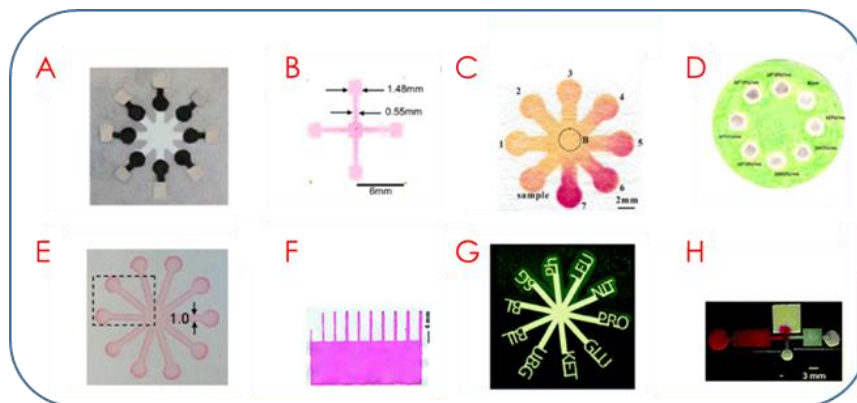 A
B
1.48mm
0.55mm
6mm
C
3
2
4
1
B
5
sample
6
7
2mm
D
E
1.0
F
G
Ph
LEU
NIT
PRO
GLU
KET
UBG
BIL
BL
SG
H
3 mm